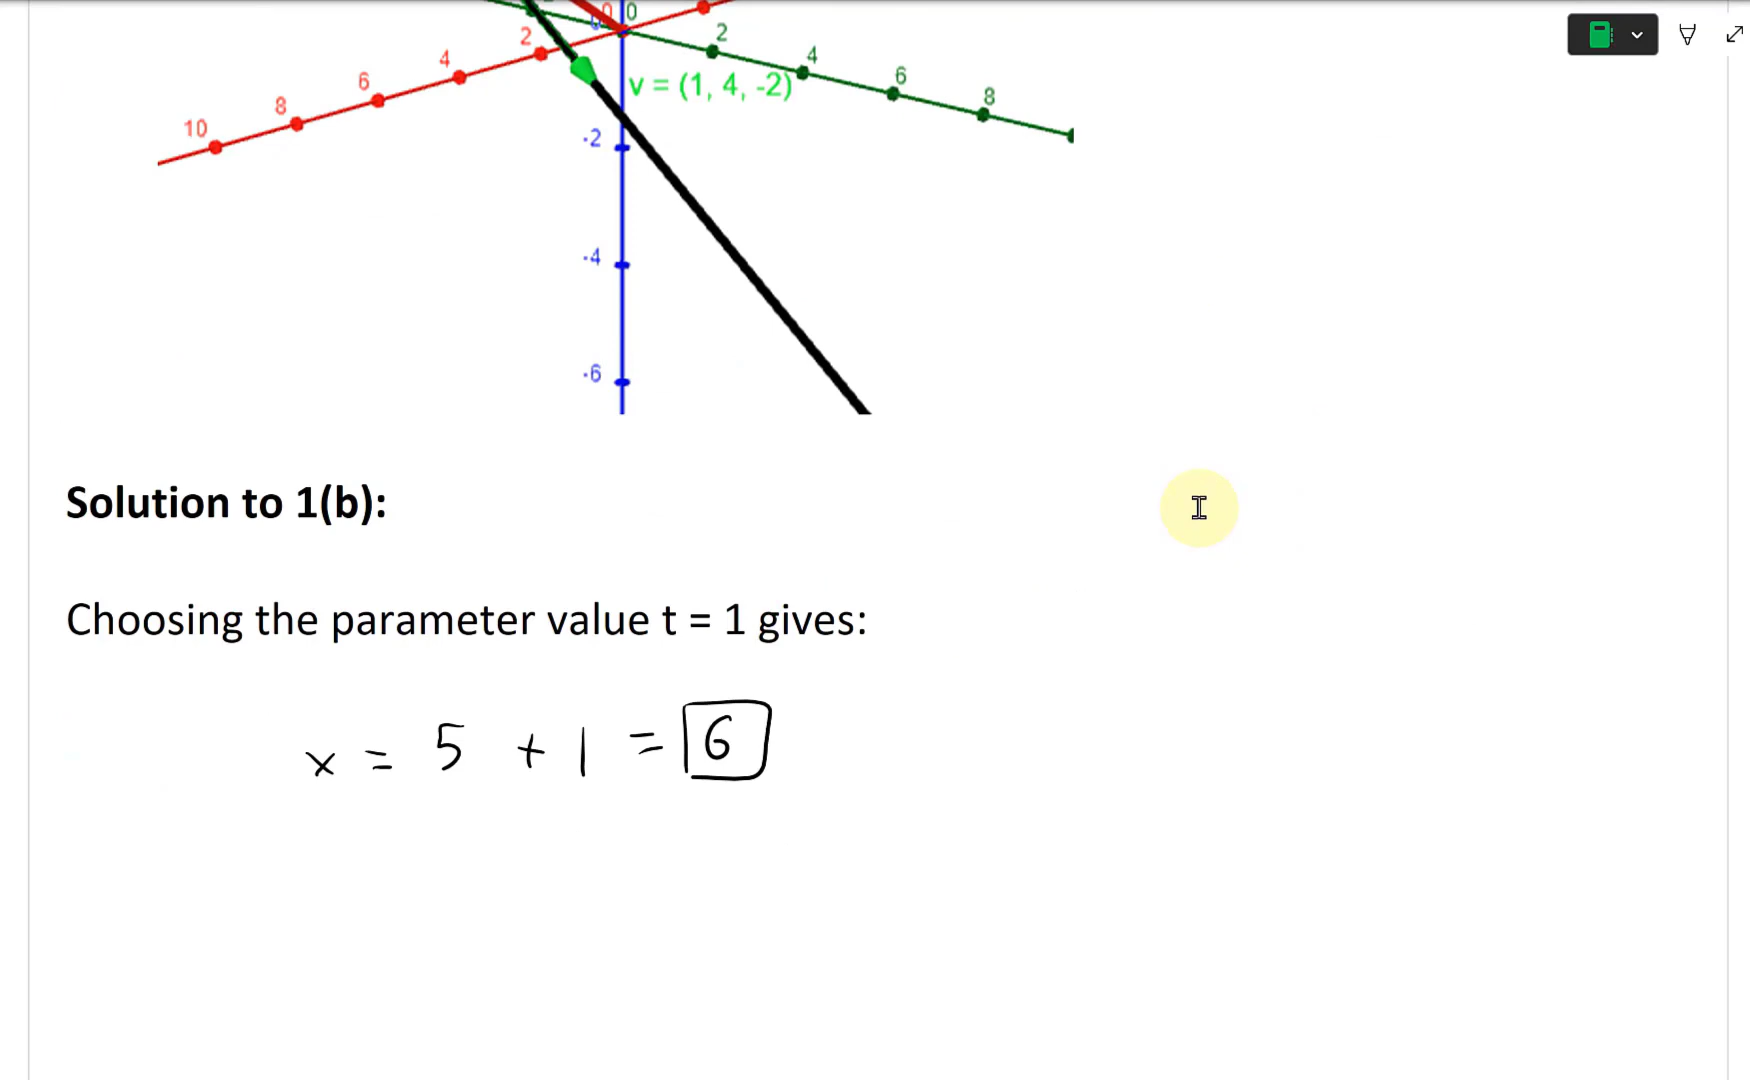 0 0
2 2
4 4
6 v = (1, 4, -2) 6
8 8
10 -2
-4
-6
Solution to 1(b):
Choosing the parameter value t = 1 gives:
x = 5 + 1 = 6